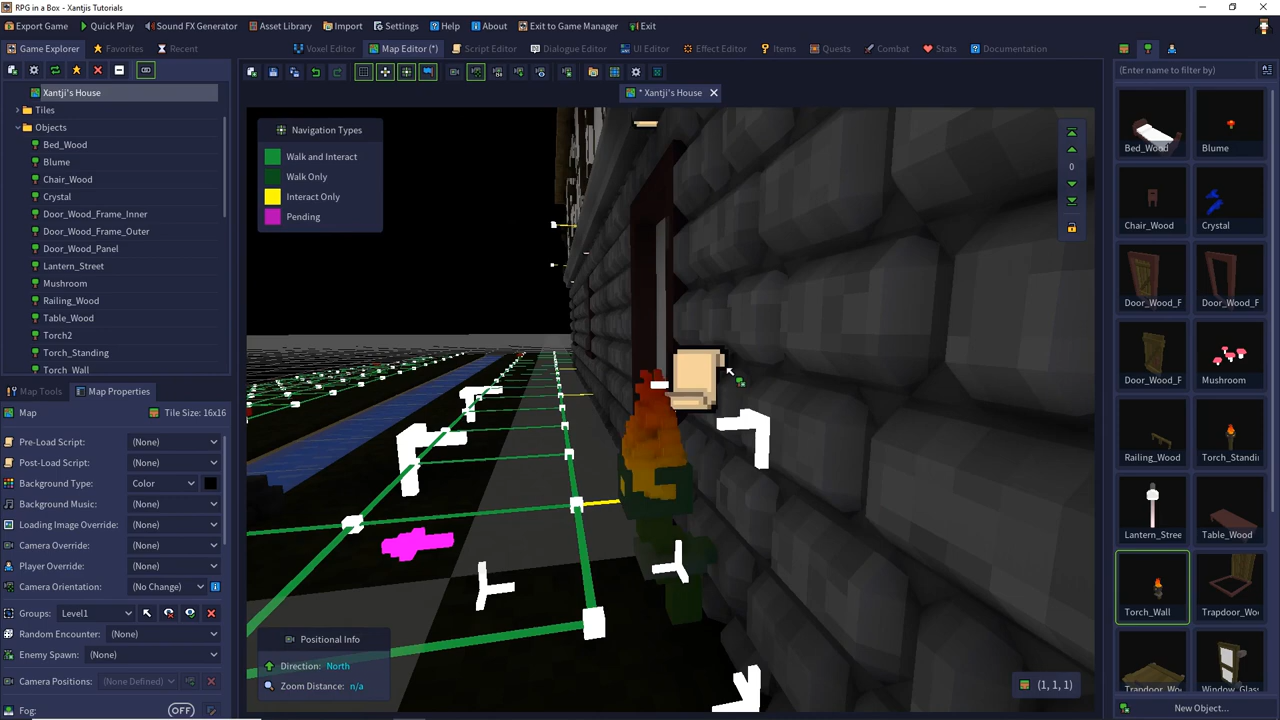 RPG in a Box - Xantjis Tutorials
Export Game Quick Play Sound FX Generator Asset Library Import Settings Help About Exit to Game Manager Exit
Game Explorer Favorites Recent Voxel Editor Map Editor (*) Script Editor Dialogue Editor UI Editor Effect Editor Items Quests Combat Stats Documentation
(Enter name to filter by)
Xantji's House
* Xantji's House
Tiles
Objects
Bed_Wood
Blume
Chair_Wood
Crystal
Door_Wood_Frame_Inner
Door_Wood_Frame_Outer
Door_Wood_Panel
Lantern_Street
Mushroom
Railing_Wood
Table_Wood
Torch2
Torch_Standing
Torch_Wall
Map Tools Map Properties
Map Tile Size: 16x16
Pre-Load Script: (None)
Post-Load Script: (None)
Background Type: Color
Background Music: (None)
Loading Image Override: (None)
Camera Override: (None)
Player Override: (None)
Camera Orientation: (No Change)
Groups: Level1
Random Encounter: (None)
Enemy Spawn: (None)
Camera Positions: (None Defined)
Fog: OFF
Navigation Types
Walk and Interact
Walk Only
Interact Only
Pending
0
Positional Info
Direction: North
Zoom Distance: n/a
(1, 1, 1)
Bed_Wood Blume
Chair_Wood Crystal
Door_Wood_F Door_Wood_F
Door_Wood_F Mushroom
Railing_Wood Torch_Standi
Lantern_Stree Table_Wood
Torch_Wall Trapdoor_Wo
Trapdoor_Wo Window_Glas
New Object...